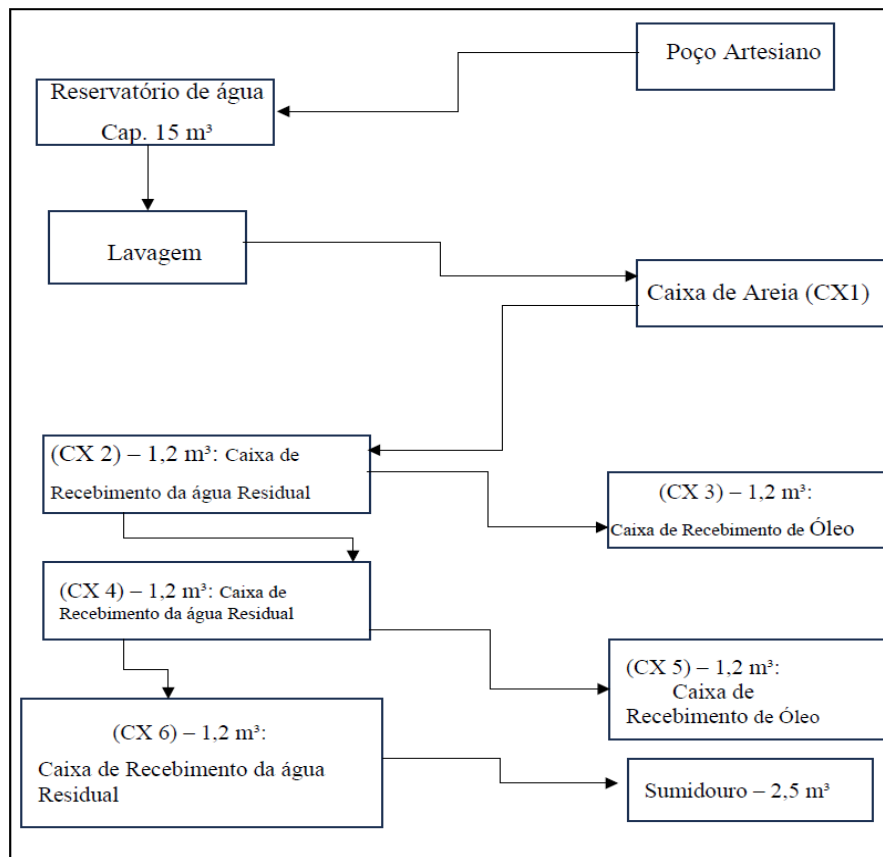 Poço Artesiano
Reservatório de água
Cap. 15 m³
Lavagem
Caixa de Areia (CX1)
(CX 2) – 1,2 m³: Caixa de
Recebimento da água Residual
(CX 3) – 1,2 m³:
Caixa de Recebimento de Óleo
(CX 4) – 1,2 m³: Caixa de
Recebimento da água Residual
(CX 5) – 1,2 m³:
Caixa de
Recebimento de Óleo
(CX 6) – 1,2 m³:
Caixa de Recebimento da água
Residual
Sumidouro – 2,5 m³